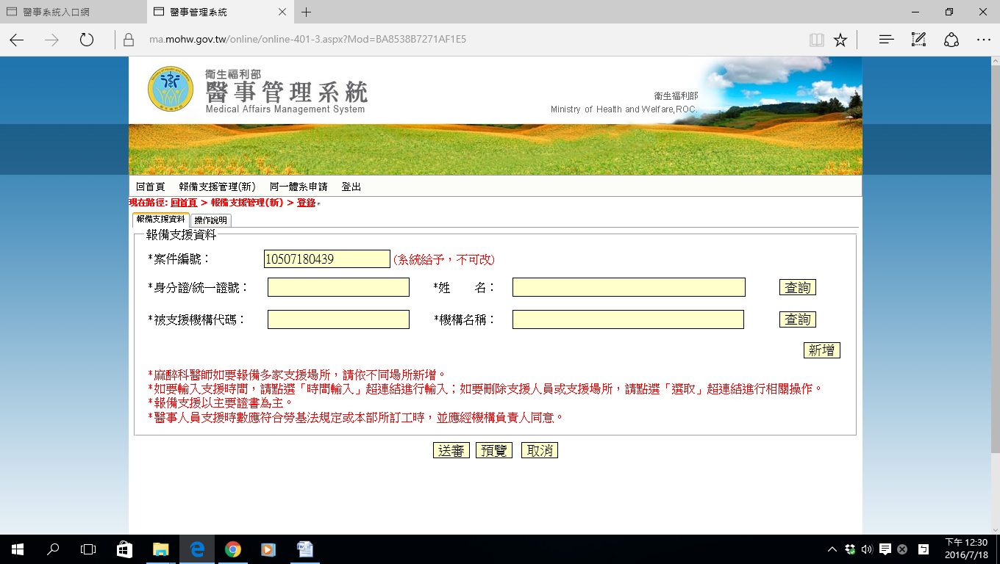 醫事系統入口網
醫事管理系統
ma.mohw.gov.tw/online/online-401-3.aspx?Mod=BA8538B7271AF1E5
衛生福利部
醫事管理系統
Medical Affairs Management System
衛生福利部
Ministry of Health and Welfare,ROC.
回首頁 報備支援管理(新) 同一體系申請 登出
現在路徑: 回首頁 > 報備支援管理(新) > 登錄。
報備支援資料 操作說明
報備支援資料
*案件編號： 10507180439 (系統給予，不可改)
*身分證/統一證號： *姓 名： 查詢
*被支援機構代碼： *機構名稱： 查詢
新增
*麻醉科醫師如要報備多家支援場所，請依不同場所新增。
*如要輸入支援時間，請點選「時間輸入」超連結進行輸入；如要刪除支援人員或支援場所，請點選「選取」超連結進行相關操作。
*報備支援以主要證書為主。
*醫事人員支援時數應符合勞基法規定或本部所訂工時，並應經機構負責人同意。
送審 預覽 取消
下午 12:30
2016/7/18